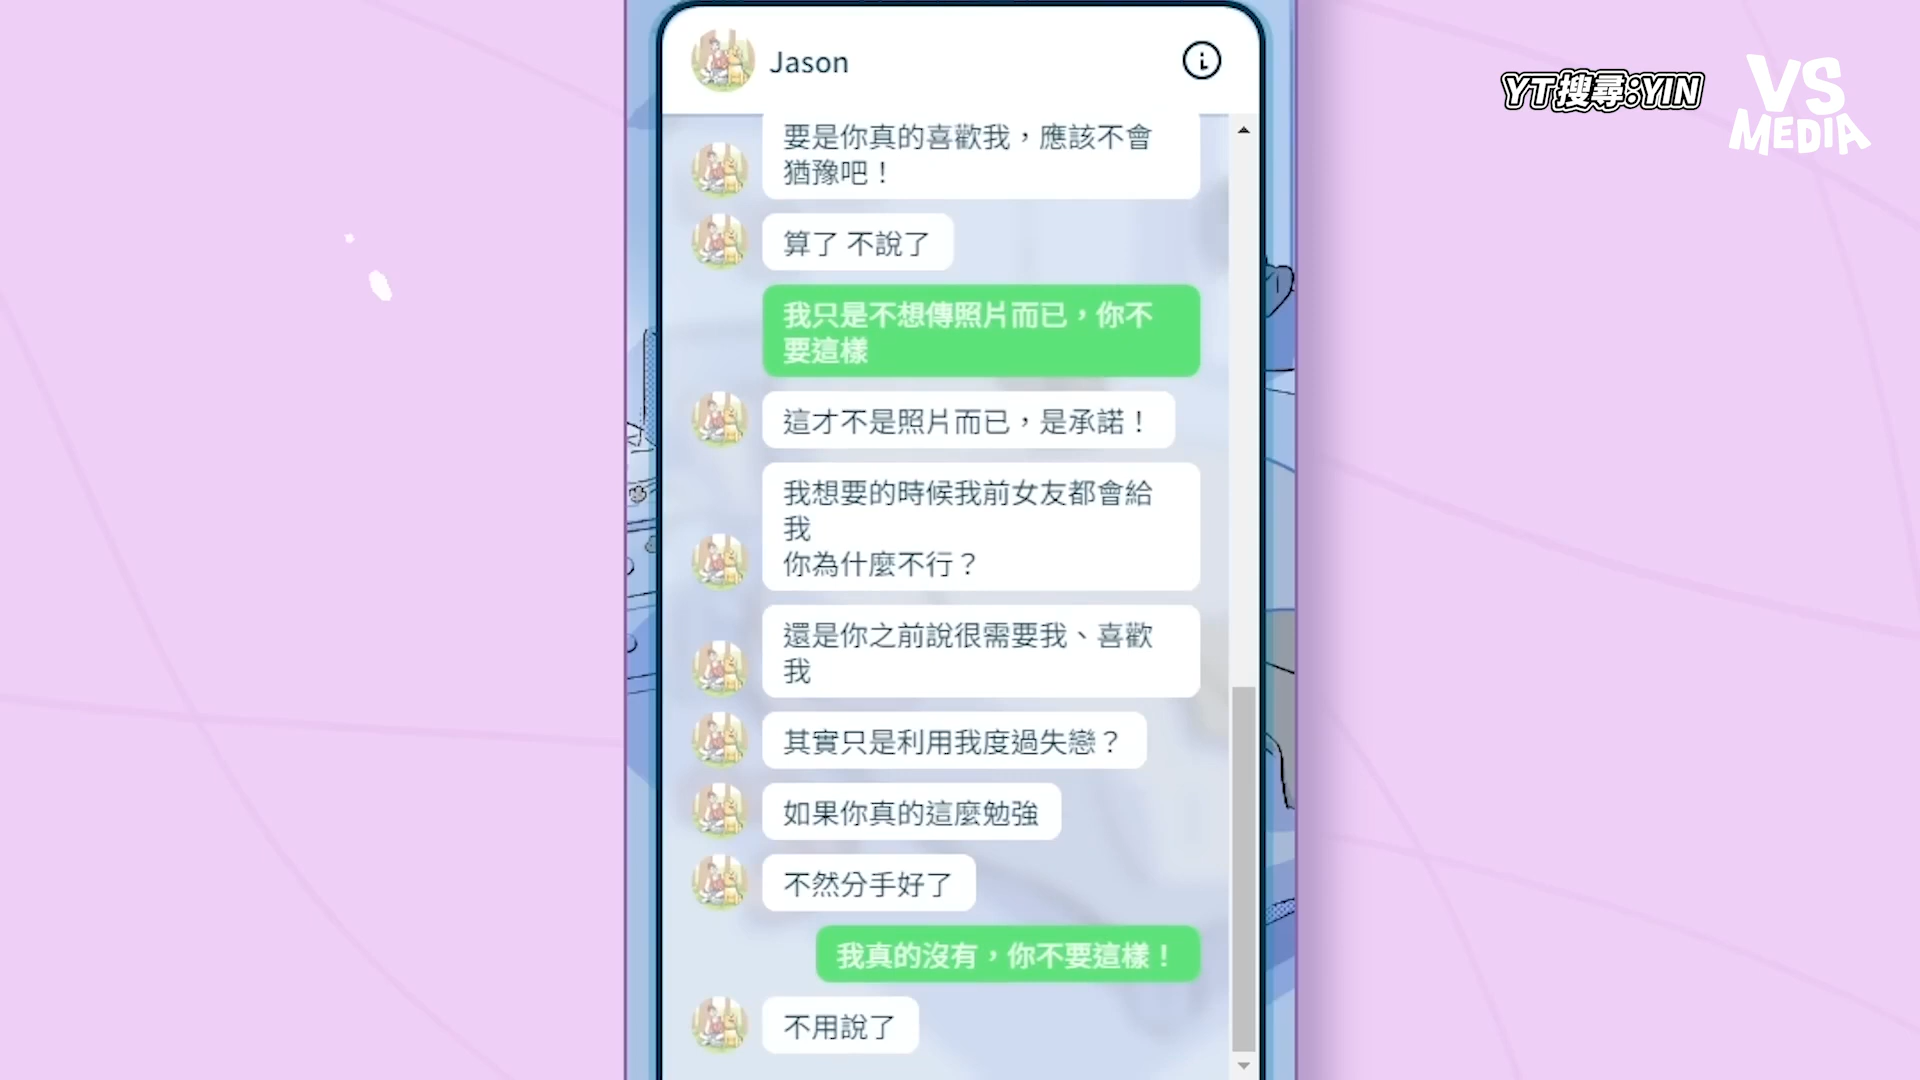 Jason
YT搜尋:YIN
VS
MEDIA
要是你真的喜歡我，應該不會
猶豫吧！
算了 不說了
我只是不想傳照片而已，你不
要這樣
這才不是照片而已，是承諾！
我想要的時候我前女友都會給
我
你為什麼不行？
還是你之前說很需要我、喜歡
我
其實只是利用我度過失戀？
如果你真的這麼勉強
不然分手好了
我真的沒有，你不要這樣！
不用說了